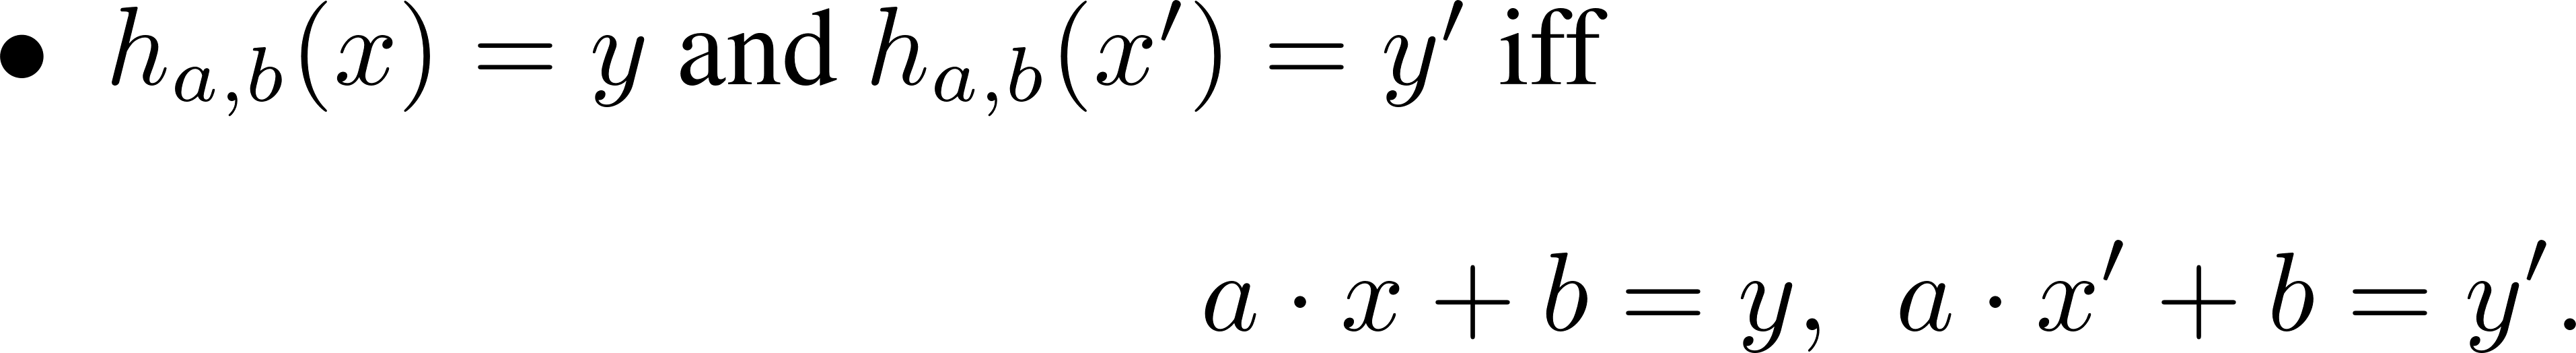 • h_{a,b}(x) = y and h_{a,b}(x′) = y′ iff
a · x + b = y, a · x′ + b = y′.